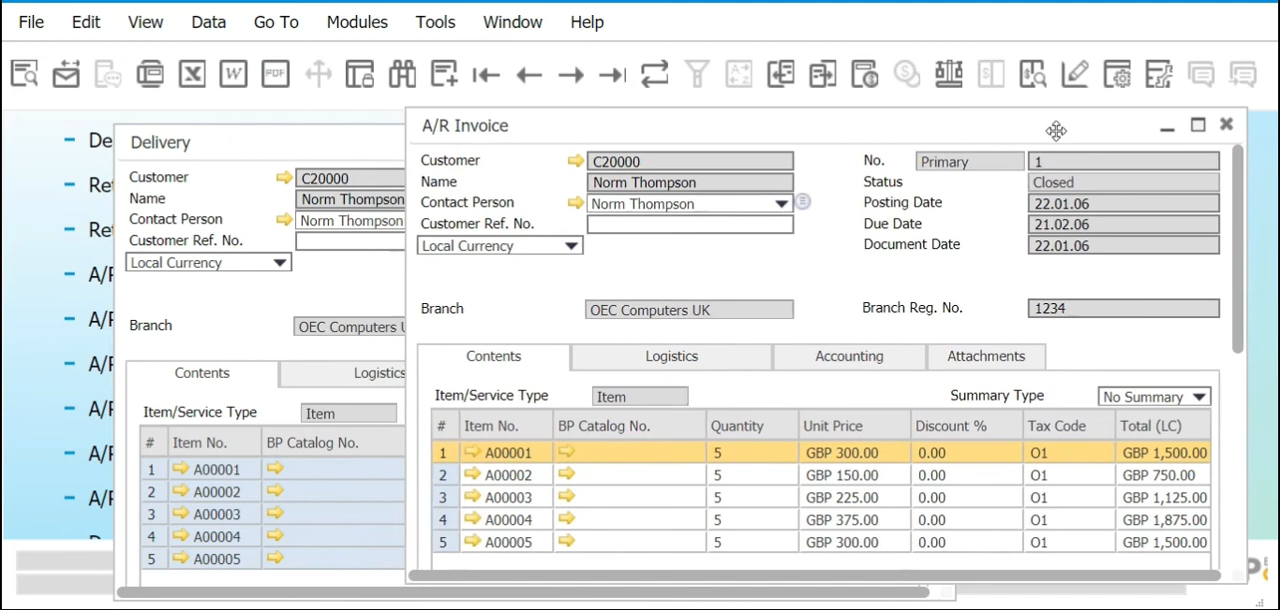 File Edit View Data Go To Modules Tools Window Help
De
Ret
Ret
A/R
A/R
A/R
A/R
A/R
A/R
Delivery
Customer C20000
Name Norm Thompson
Contact Person Norm Thompson
Customer Ref. No.
Local Currency
Branch OEC Computers U
Contents Logistics
Item/Service Type Item
# Item No. BP Catalog No.
1 A00001
2 A00002
3 A00003
4 A00004
5 A00005
A/R Invoice
Customer C20000
Name Norm Thompson
Contact Person Norm Thompson
Customer Ref. No.
Local Currency
No. Primary 1
Status Closed
Posting Date 22.01.06
Due Date 21.02.06
Document Date 22.01.06
Branch OEC Computers UK
Branch Reg. No. 1234
Contents Logistics Accounting Attachments
Item/Service Type Item Summary Type No Summary
# Item No. BP Catalog No. Quantity Unit Price Discount % Tax Code Total (LC)
1 A00001 5 GBP 300.00 0.00 O1 GBP 1,500.00
2 A00002 5 GBP 150.00 0.00 O1 GBP 750.00
3 A00003 5 GBP 225.00 0.00 O1 GBP 1,125.00
4 A00004 5 GBP 375.00 0.00 O1 GBP 1,875.00
5 A00005 5 GBP 300.00 0.00 O1 GBP 1,500.00